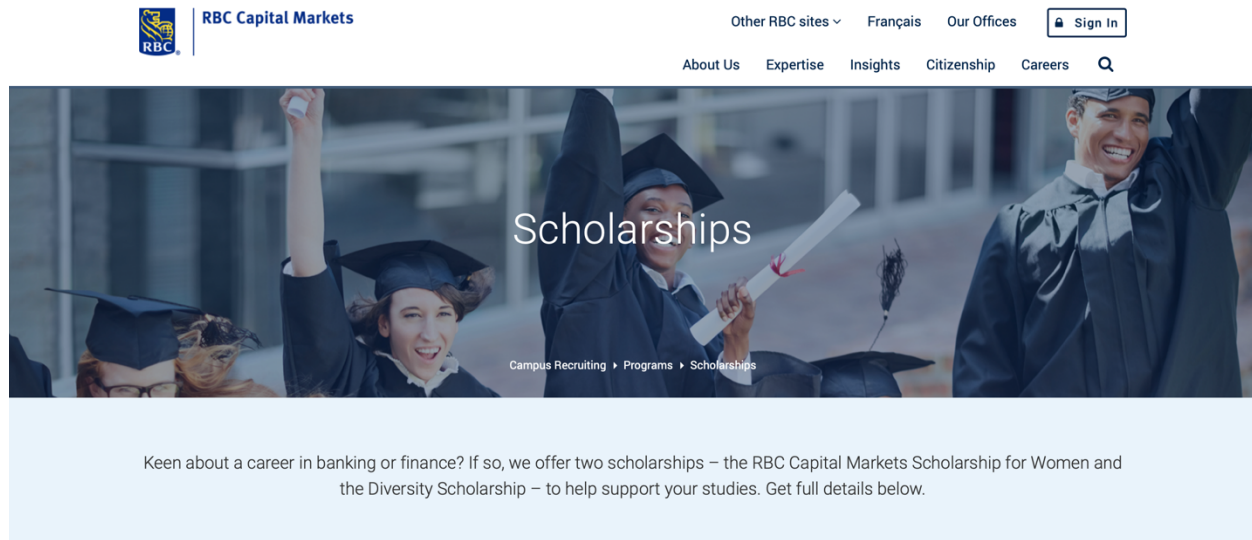 RBC Capital Markets
RBC
Other RBC sites Français Our Offices Sign In
About Us Expertise Insights Citizenship Careers
Scholarships
Campus Recruiting Programs Scholarships
Keen about a career in banking or finance? If so, we offer two scholarships – the RBC Capital Markets Scholarship for Women and
the Diversity Scholarship – to help support your studies. Get full details below.